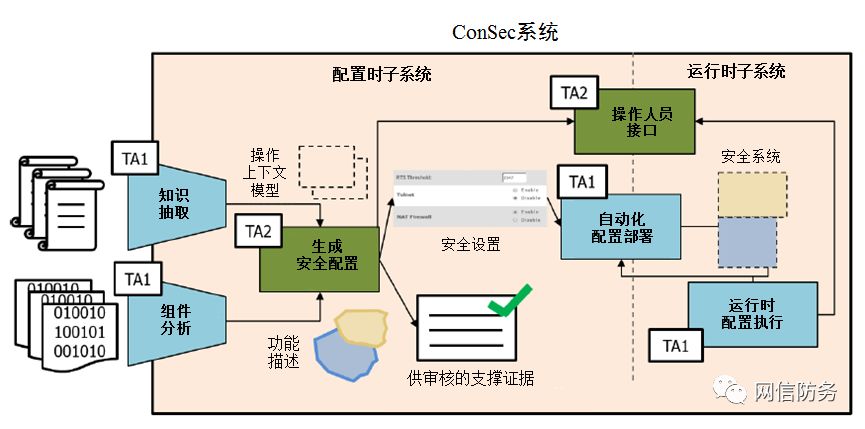 ConSec系统
配置时子系统
运行时子系统
TA2
操作人员
接口
TA1
知识
抽取
操作
上下文
模型
RTS Threshold:
2347
Yobnet
Enable
Disable
NAT Firewall
Enable
Disable
安全设置
TA1
自动化
配置部署
安全系统
TA2
生成
安全配置
TA1
组件
分析
010010
010010
010010
100101
001010
功能
描述
供审核的支撑证据
运行时
配置执行
TA1
网信防务